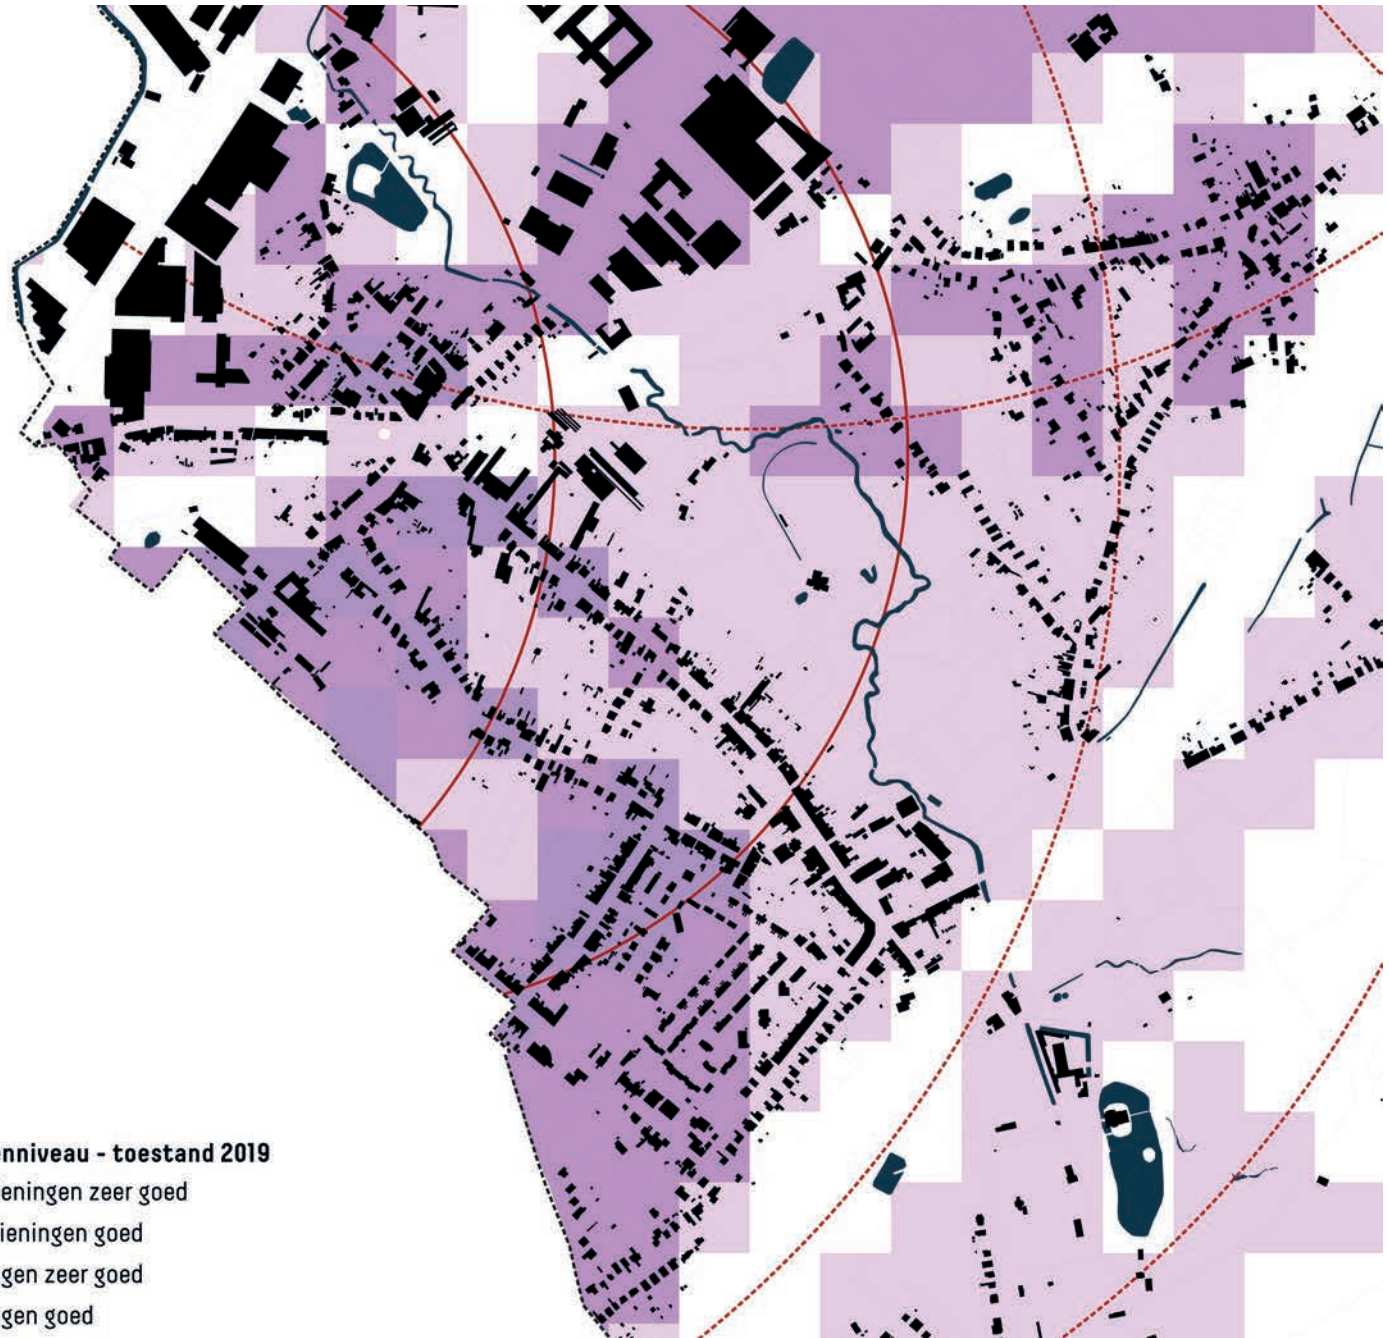 nniveau - toestand 2019
eningen zeer goed
ieningen goed
gen zeer goed
gen goed